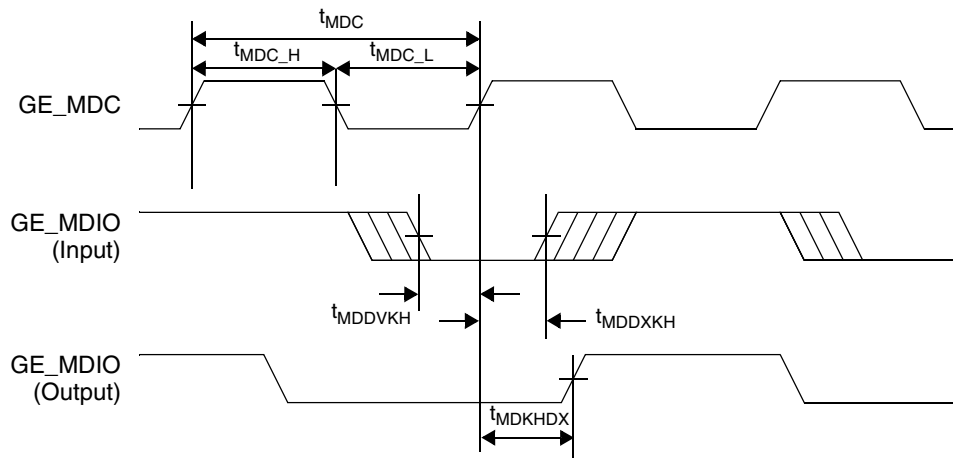 tMDC
tMDC_H
tMDC_L
GE_MDC
GE_MDIO
(Input)
tMDDVKH
tMDDXKH
GE_MDIO
(Output)
tMDKHDX